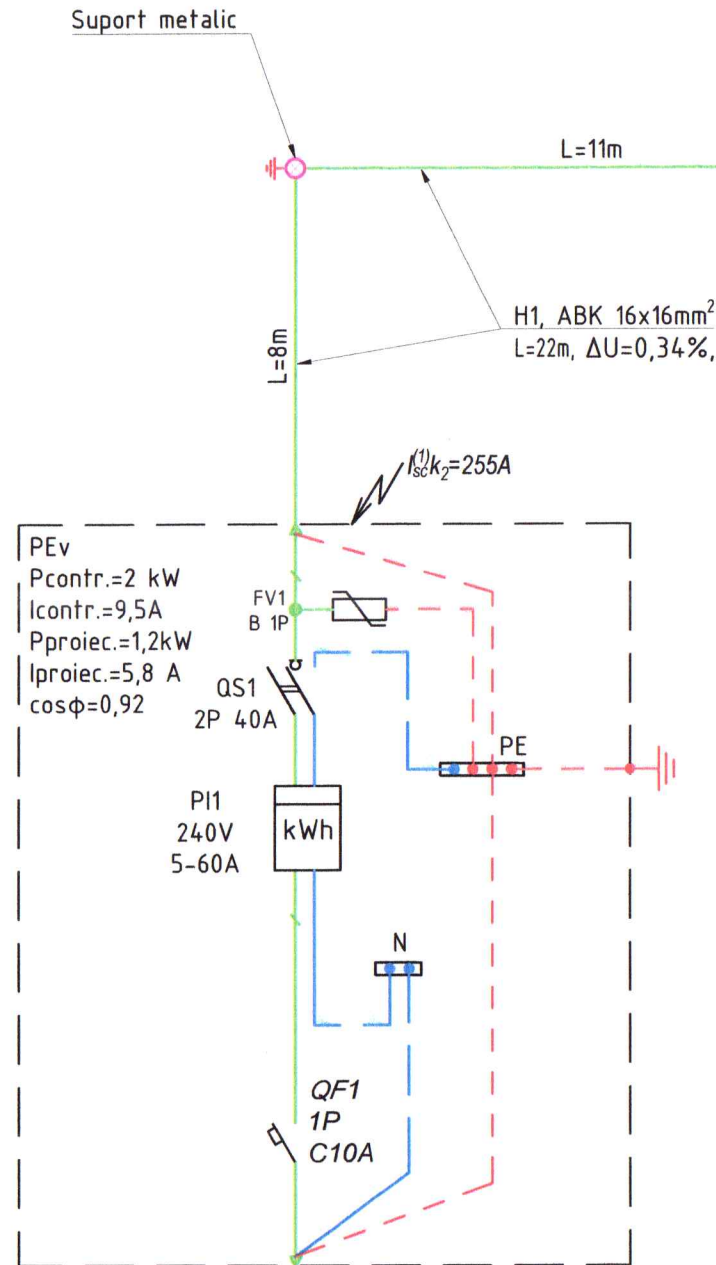 Suport metalic
L=11m
L=8m
H1, ABK 16x16mm²
L=22m, ΔU=0,34%,
I⁽¹⁾sc k₂=255A
PEv
Pcontr.=2 kW
Icontr.=9,5A
Pproiec.=1,2kW
Iproiec.=5,8 A
cosφ=0,92
FV1
B 1P
QS1
2P 40A
PE
PI1
240V
5-60A
kWh
N
QF1
1P
C10A